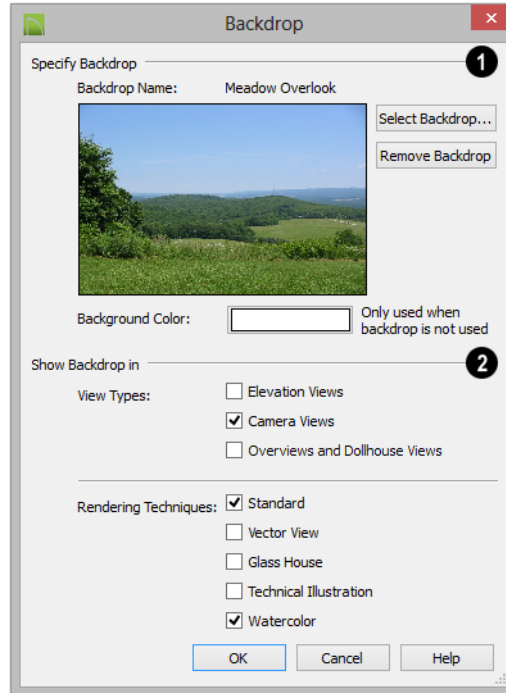 Backdrop
Specify Backdrop
1
Backdrop Name: Meadow Overlook
Select Backdrop...
Remove Backdrop
Background Color:
Only used when
backdrop is not used
Show Backdrop in
2
View Types:
Elevation Views
Camera Views
Overviews and Dollhouse Views
Rendering Techniques:
Standard
Vector View
Glass House
Technical Illustration
Watercolor
OK Cancel Help